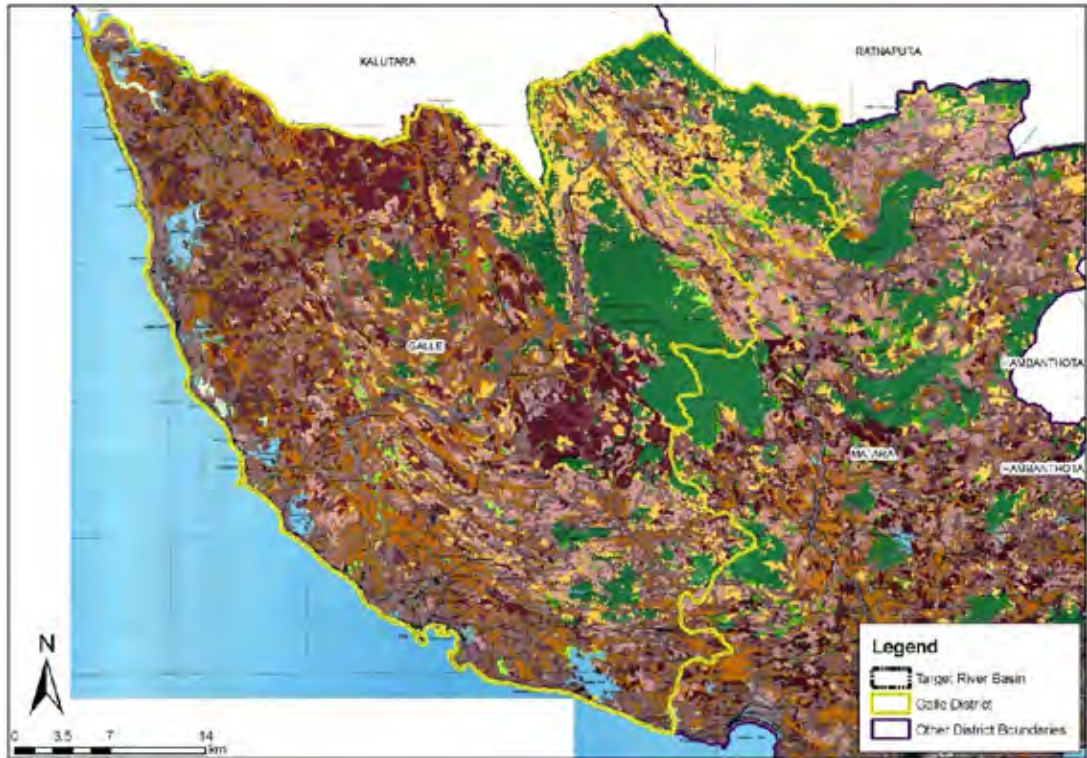 KALUTARA
RATNAPURA
GALLE
HAMBANTHOTA
MATARA
HAMBANTHOTA
N
0 3.5 7 14
km
Legend
Target River Basin
Galle District
Other District Boundaries